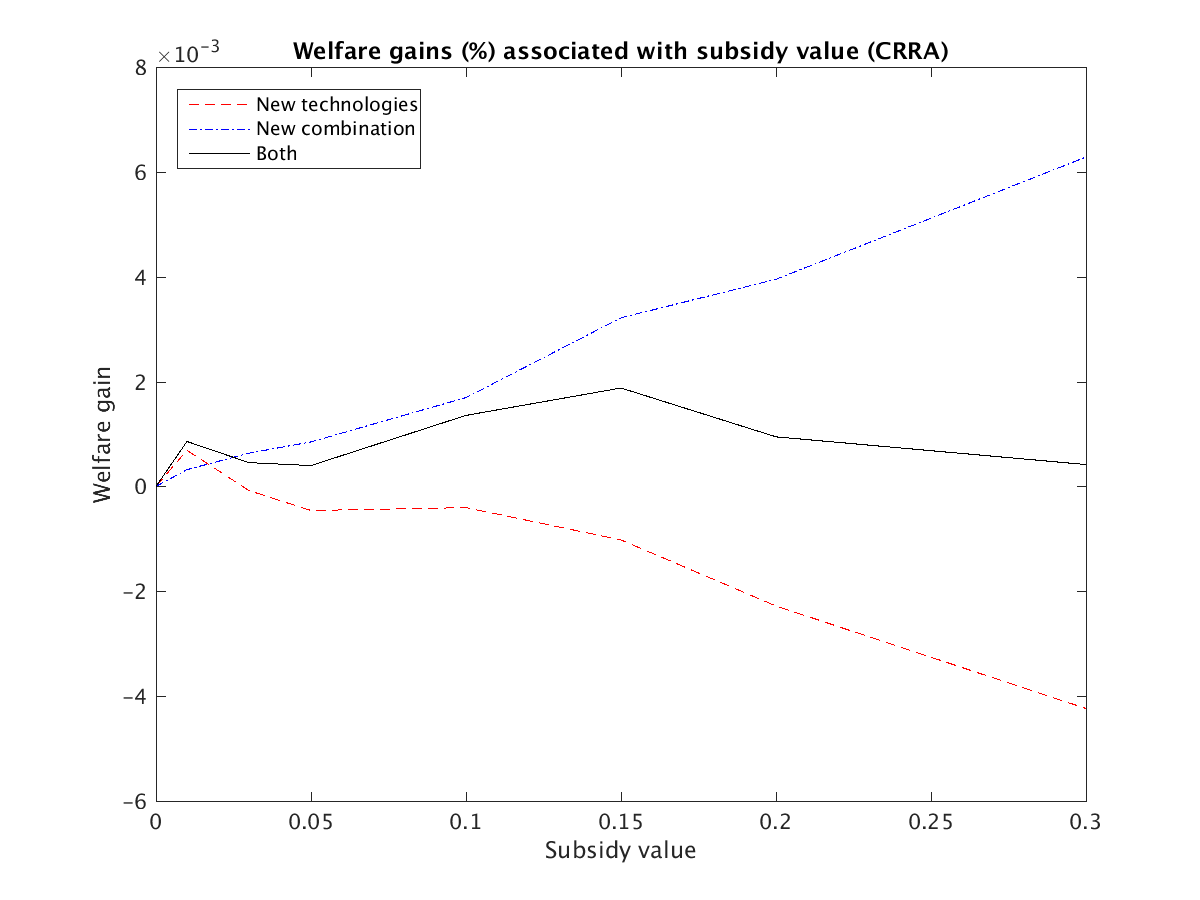 ×10⁻³
Welfare gains (%) associated with subsidy value (CRRA)
8
New technologies
New combination
Both
6
4
2
0
−2
−4
−6
Welfare gain
0 0.05 0.1 0.15 0.2 0.25 0.3
Subsidy value